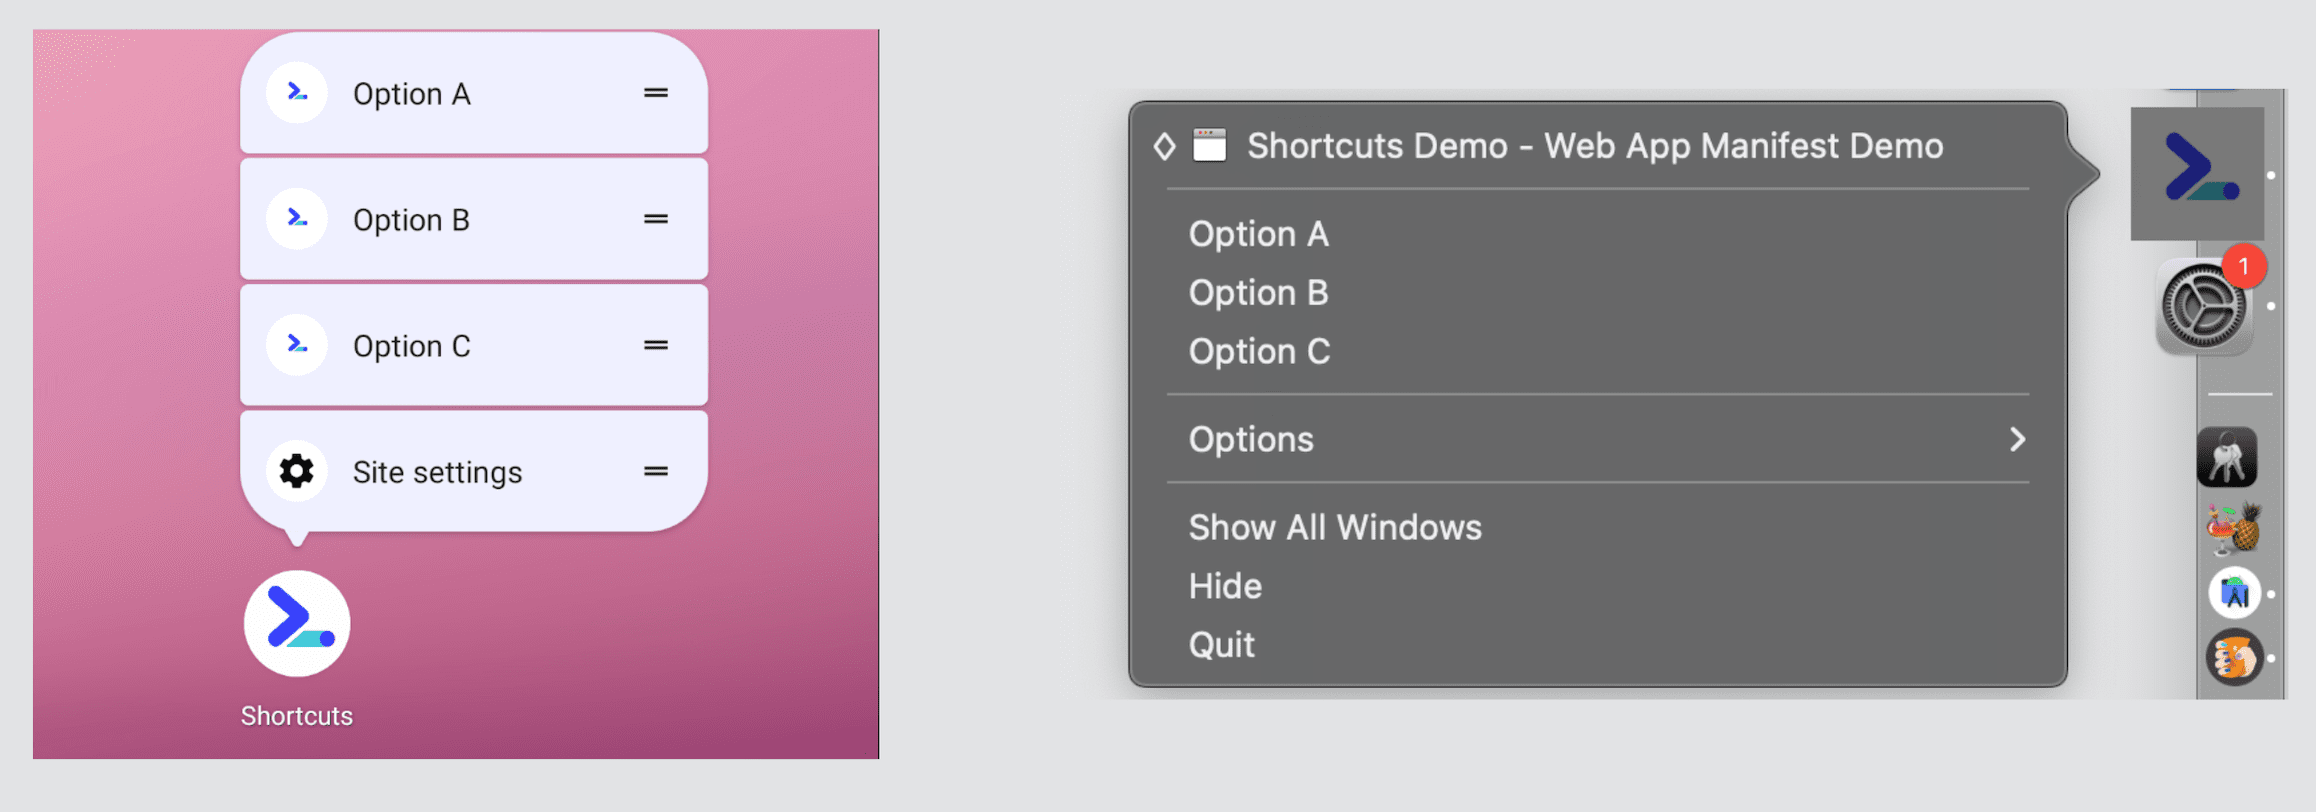 Option A
Option B
Option C
Site settings
Shortcuts
Shortcuts Demo - Web App Manifest Demo
Option A
Option B
Option C
Options
Show All Windows
Hide
Quit
1